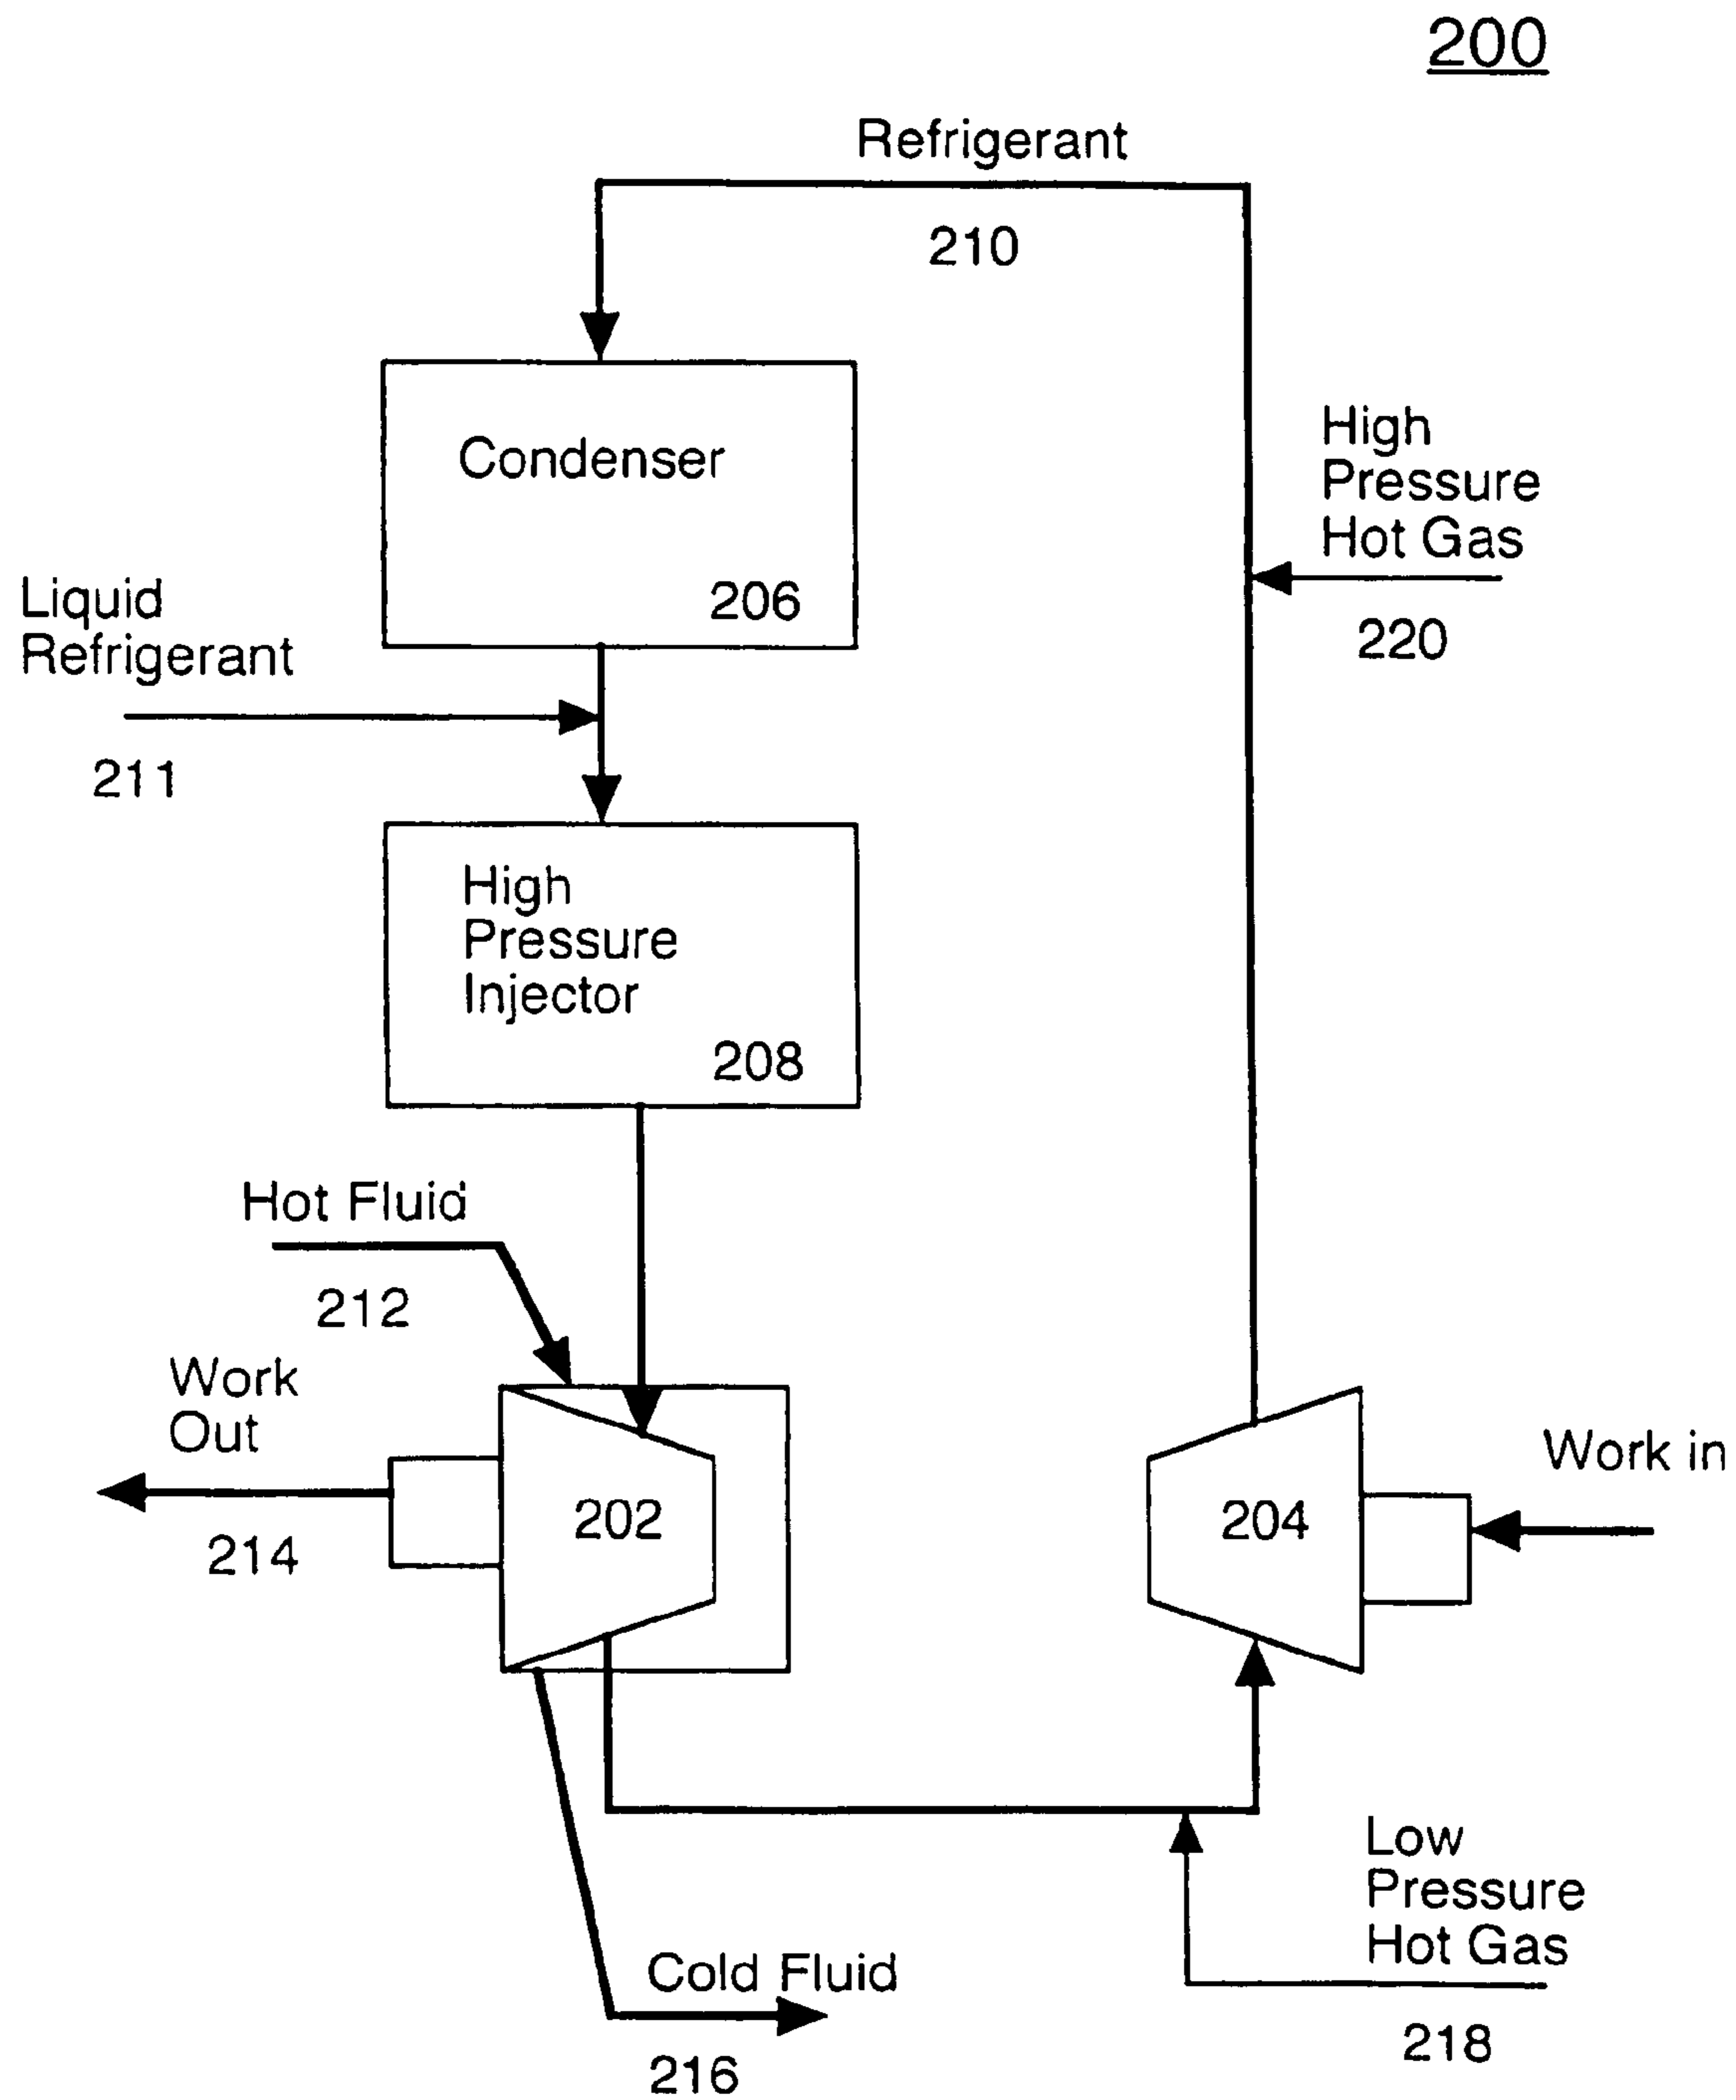 200
Refrigerant
210
Condenser
206
High
Pressure
Hot Gas
220
Liquid
Refrigerant
211
High
Pressure
Injector
208
Hot Fluid
212
Work
Out
214
202
204
Work in
Low
Pressure
Hot Gas
218
Cold Fluid
216